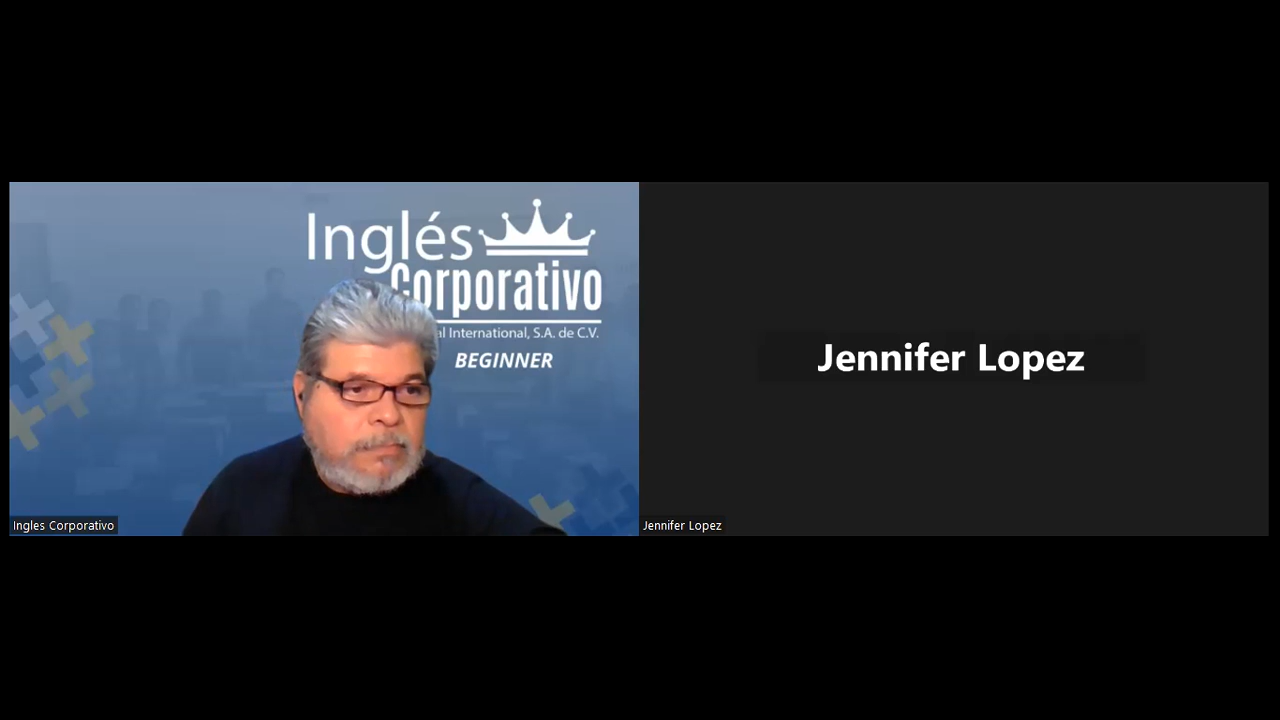 Inglés
Corporativo
al International, S.A. de C.V.
BEGINNER
Ingles Corporativo
Jennifer Lopez
Jennifer Lopez